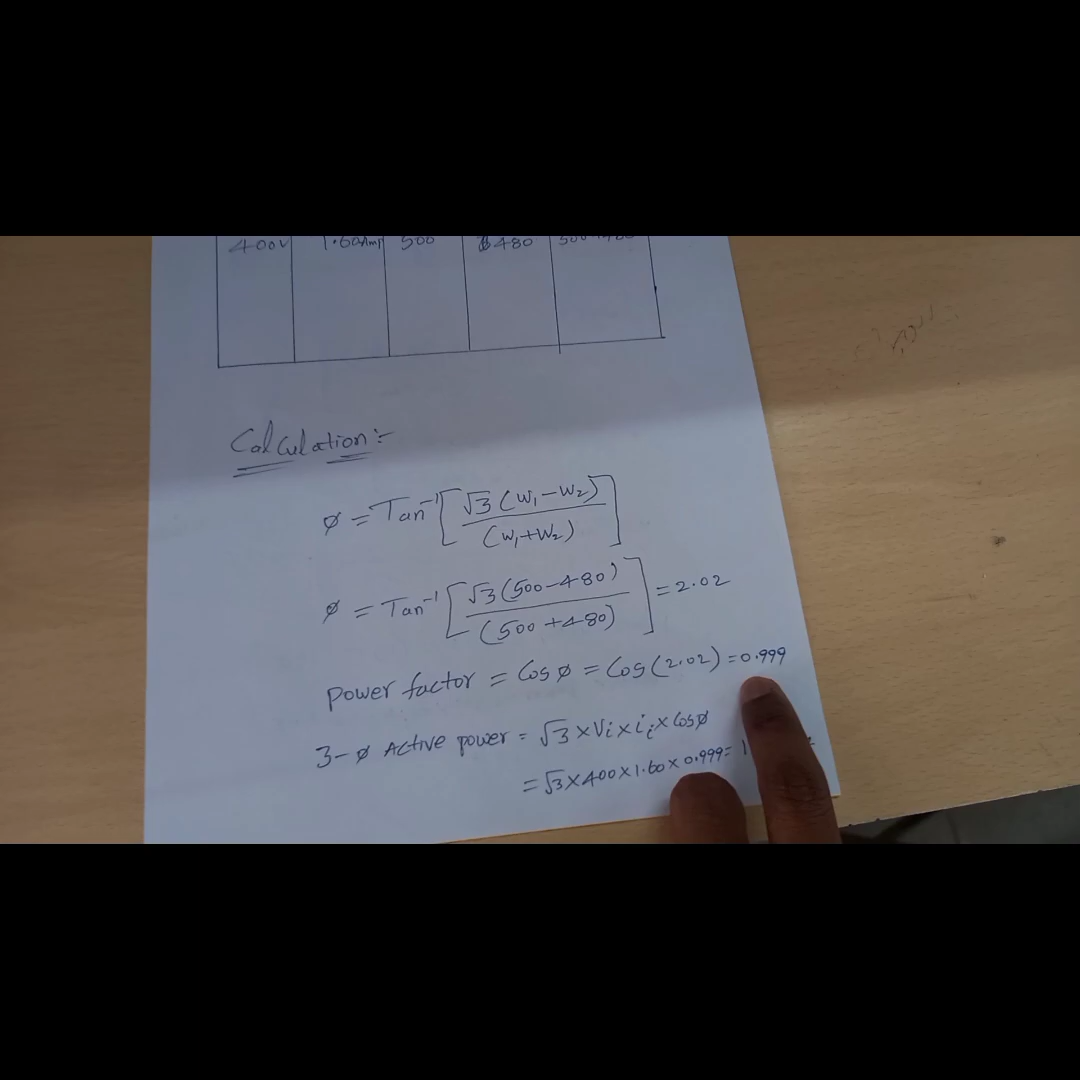 400V 1.60Amp 500 480
Calculation:-
ø = Tan⁻¹ [ √3 (W₁-W₂) / (W₁+W₂) ]
ø = Tan⁻¹ [ √3 (500-480) / (500+480) ] = 2.02
Power factor = Cos ø = Cos (2.02) = 0.999
3-ø Active power = √3 × Vᵢ × iᵢ × Cosø
= √3 × 400 × 1.60 × 0.999 =